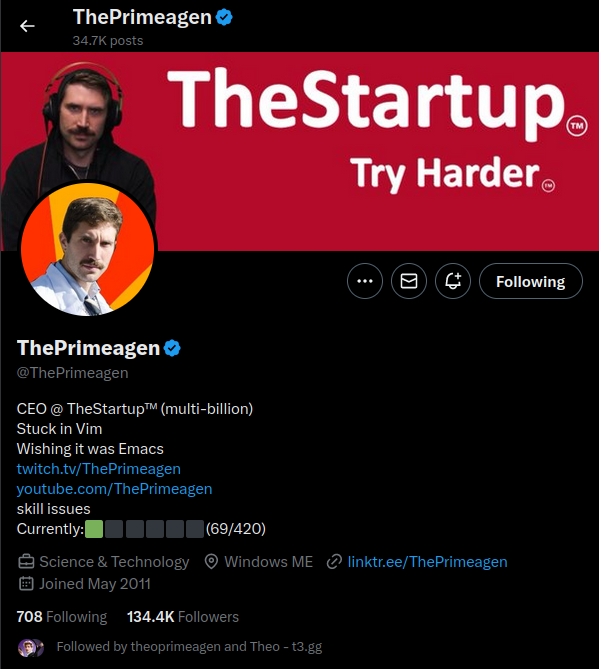 ThePrimeagen
34.7K posts
TheStartup™
Try Harder™
Following
ThePrimeagen
@ThePrimeagen
CEO @ TheStartup™ (multi-billion)
Stuck in Vim
Wishing it was Emacs
twitch.tv/ThePrimeagen
youtube.com/ThePrimeagen
skill issues
Currently:🟩⬛⬛⬛⬛⬛(69/420)
Science & Technology Windows ME linktr.ee/ThePrimeagen
Joined May 2011
708 Following 134.4K Followers
Followed by theoprimeagen and Theo - t3.gg